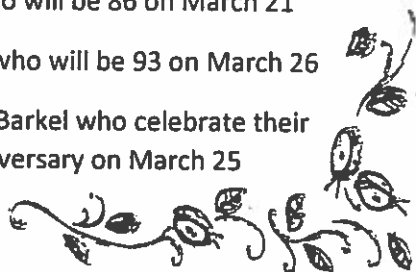 will be 86 on March 21
who will be 93 on March 26
Barkel who celebrate their
versary on March 25